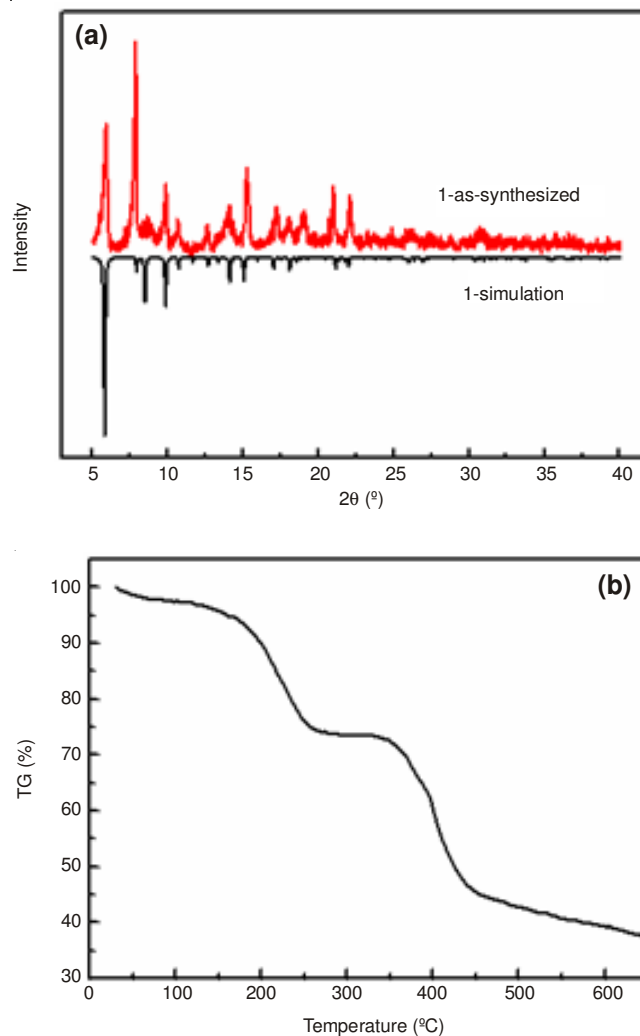 (a)
1-as-synthesized
Intensity
1-simulation
5 10 15 20 25 30 35 40
2θ (º)
(b)
100
90
80
70
60
50
40
30
TG (%)
0 100 200 300 400 500 600
Temperature (ºC)